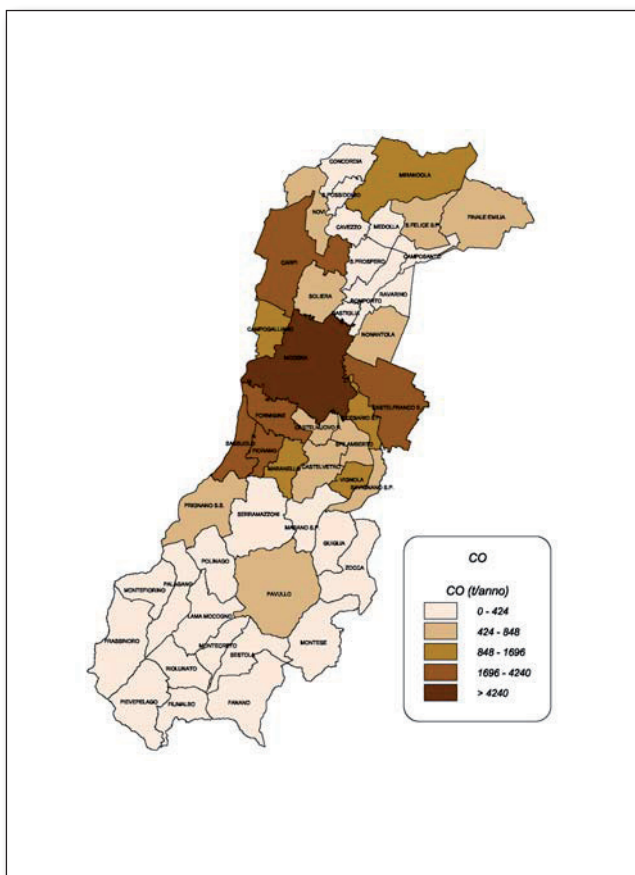 CONCORDIA
MIRANDOLA
S.POSSIDONIO
NOVI
FINALE EMILIA
CAVEZZO
MEDOLLA
S.FELICE S.P.
CARPI
S.PROSPERO
CAMPOSANTO
SOLIERA
RAVARINO
BOMPORTO
BASTIGLIA
CAMPOGALLIANO
NONANTOLA
MODENA
CASTELFRANCO E.
FORMIGINE
CASTELNUOVO R.
SPILAMBERTO
SASSUOLO
FIORANO
MARANELLO
CASTELVETRO
VIGNOLA
SAVIGNANO S.P.
PRIGNANO S.S.
SERRAMAZZONI
MARANO S.P.
GUIGLIA
ZOCCA
POLINAGO
PALAGANO
MONTEFIORINO
PAVULLO
LAMA MOCOGNO
FRASSINORO
MONTECRETO
SESTOLA
MONTESE
RIOLUNATO
PIEVEPELAGO
FIUMALBO
FANANO
CO
CO (t/anno)
0 - 424
424 - 848
848 - 1696
1696 - 4240
> 4240